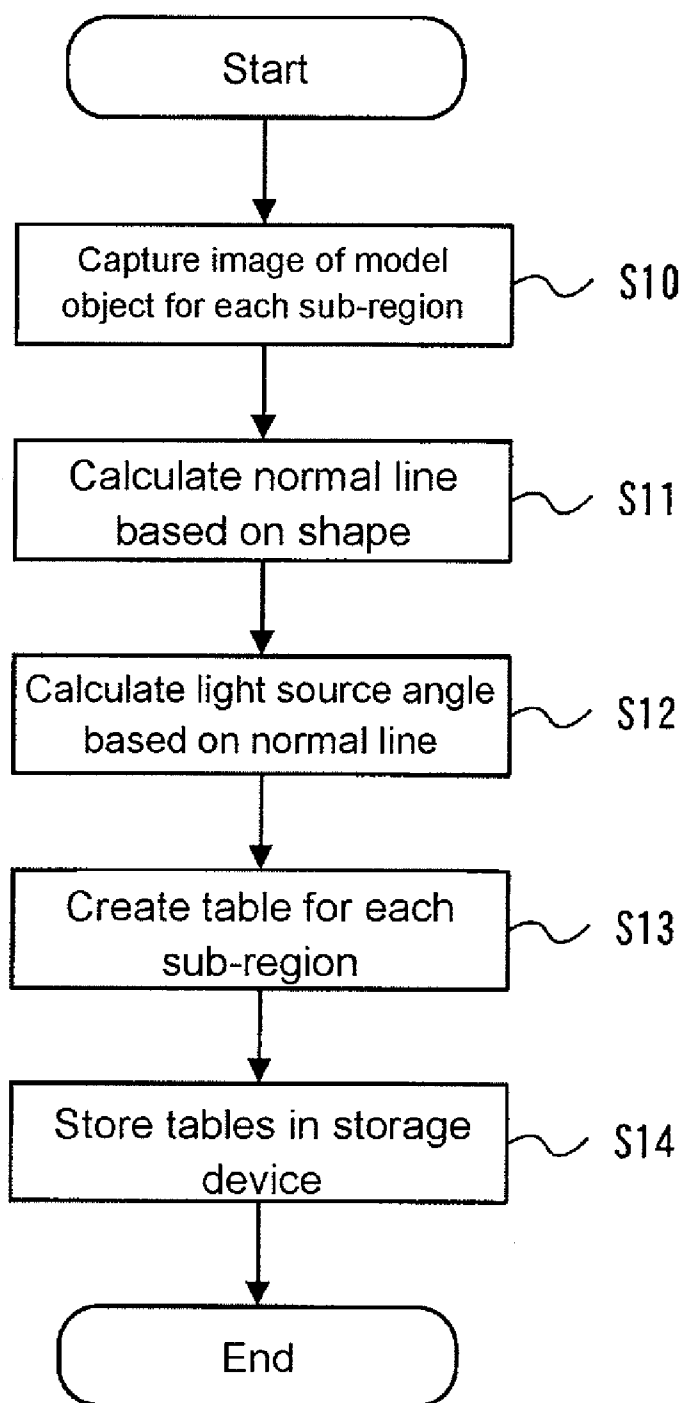 Start
Capture image of model
object for each sub-region
S10
Calculate normal line
based on shape
S11
Calculate light source angle
based on normal line
S12
Create table for each
sub-region
S13
Store tables in storage
device
S14
End